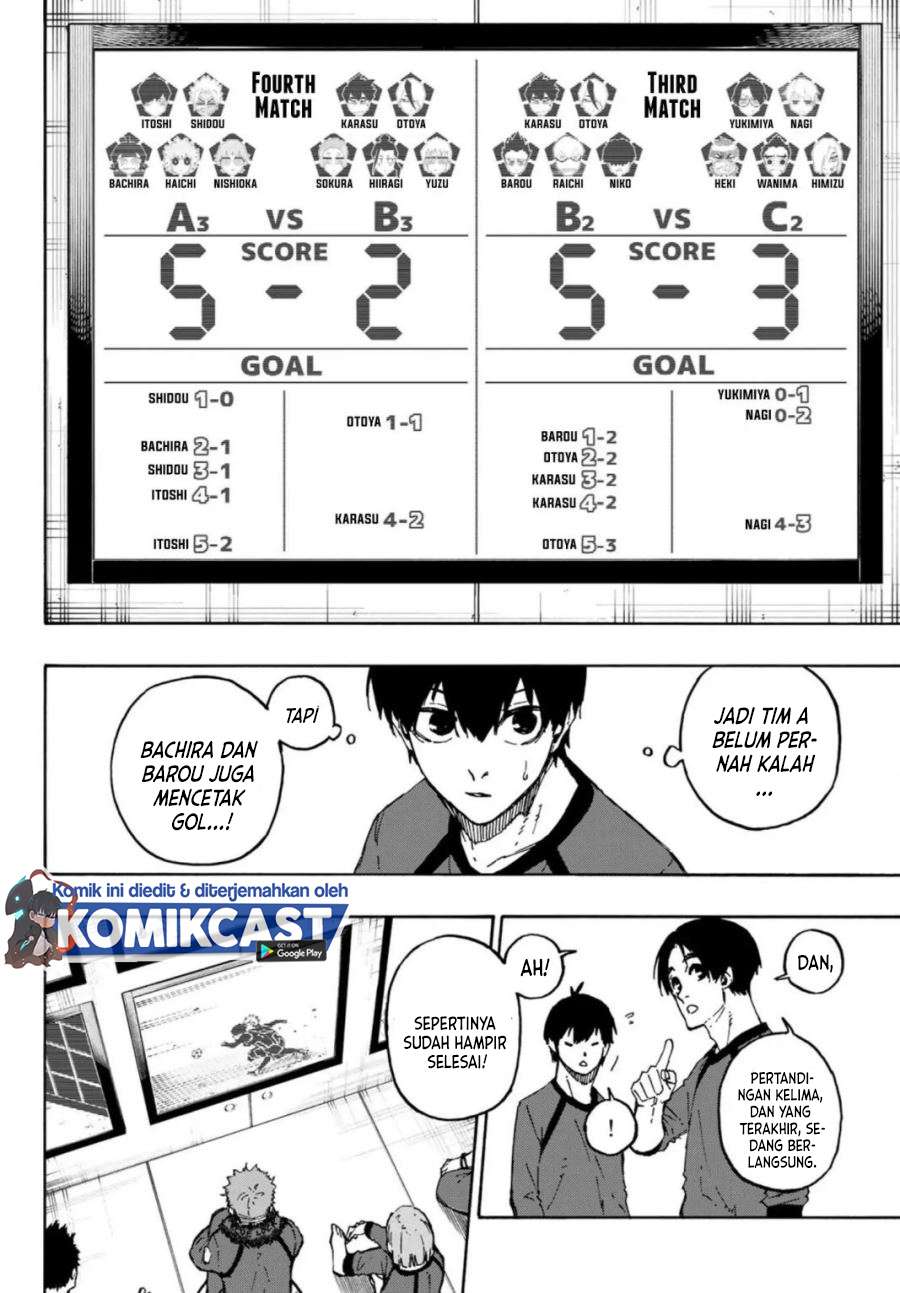 THIRD
MATCH
KARASU OTOYA
YUKIMIYA NAGI
BAROU RAICHI NIKO
HEKI WANIMA HIMIZU
B2 VS C2
SCORE
5 - 3
GOAL
YUKIMIYA 0-1
NAGI 0-2
BAROU 1-2
OTOYA 2-2
KARASU 3-2
KARASU 4-2
NAGI 4-3
OTOYA 5-3
FOURTH
MATCH
ITOSHI SHIDOU
KARASU OTOYA
BACHIRA HAICHI NISHIOKA
SOKURA HIIRAGI YUZU
A3 VS B3
SCORE
5 - 2
GOAL
SHIDOU 1-0
OTOYA 1-1
BACHIRA 2-1
SHIDOU 3-1
ITOSHI 4-1
KARASU 4-2
ITOSHI 5-2
JADI TIM A
BELUM PER-
NAH KALAH
...
TAPI
BACHIRA DAN
BAROU JUGA
MENCETAK
GOL...!
Komik ini diedit & diterjemahkan oleh
KOMIKCAST
GET IT ON
Google Play
DAN,
PERTANDI-
NGAN KELIMA,
DAN YANG
TERAKHIR, SE-
DANG BER-
LANGSUNG.
!
AH!
SEPERTINYA
SUDAH HAMPIR
SELESAI!